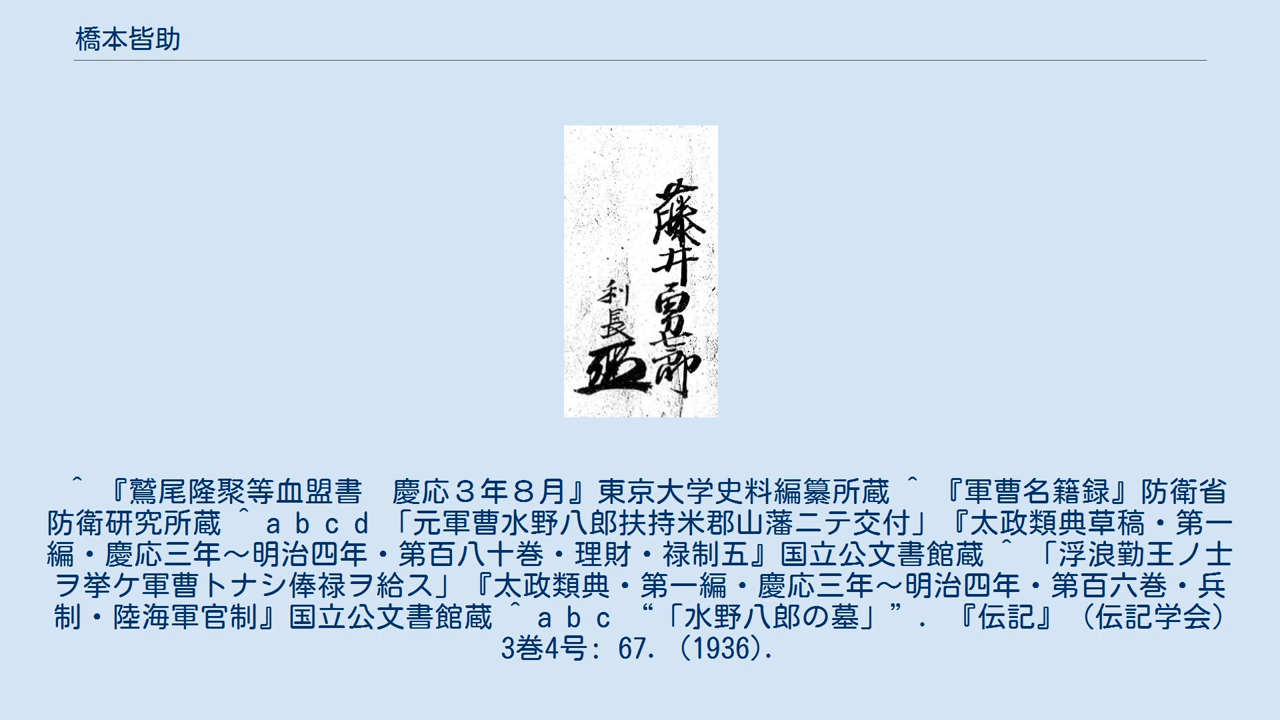 橋本皆助
藤井勇七郎
利長
^ 『鷲尾隆聚等血盟書　慶応３年８月』東京大学史料編纂所蔵 ^ 『軍曹名籍録』防衛省
防衛研究所蔵 ^ a b c d 「元軍曹水野八郎扶持米郡山藩ニテ交付」『太政類典草稿・第一
編・慶応三年〜明治四年・第百八十巻・理財・禄制五』国立公文書館蔵 ^ 「浮浪勤王ノ士
ヲ挙ケ軍曹トナシ俸禄ヲ給ス」『太政類典・第一編・慶応三年〜明治四年・第百六巻・兵
制・陸海軍官制』国立公文書館蔵 ^ a b c “「水野八郎の墓」”. 『伝記』（伝記学会）
3巻4号: 67. (1936).